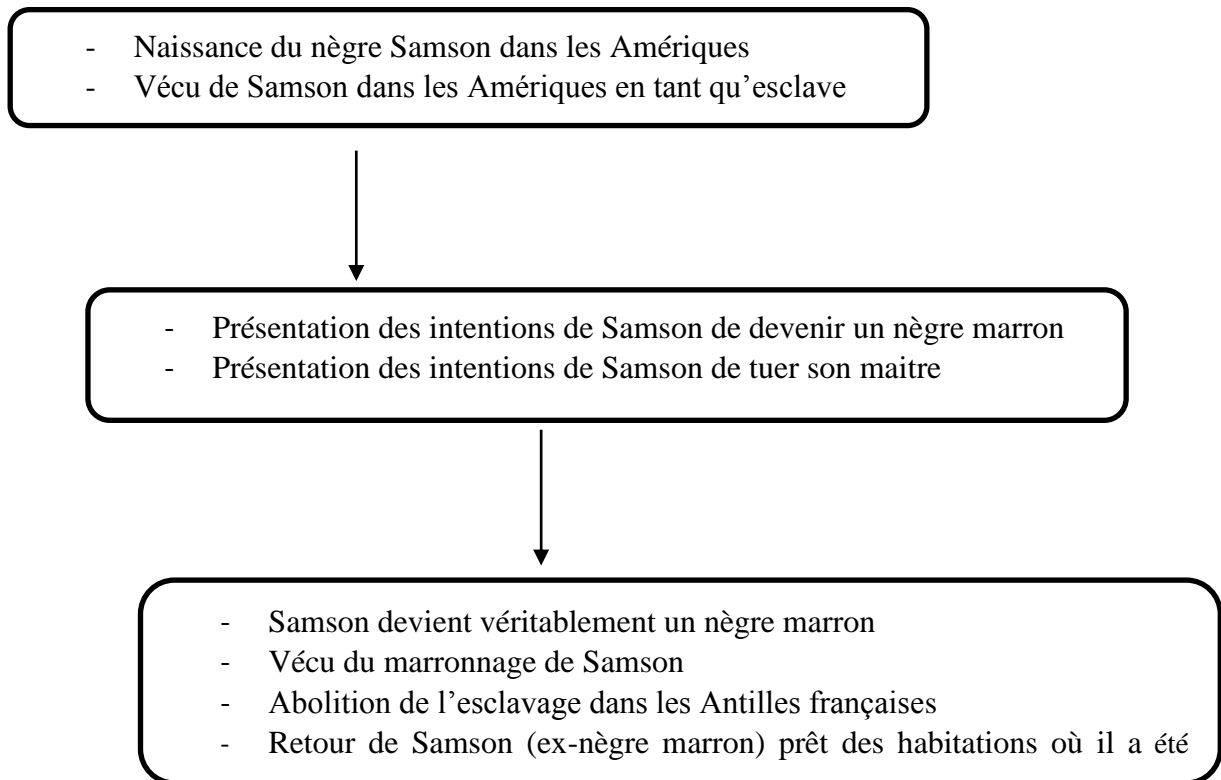 - Naissance du nègre Samson dans les Amériques
- Vécu de Samson dans les Amériques en tant qu’esclave
- Présentation des intentions de Samson de devenir un nègre marron
- Présentation des intentions de Samson de tuer son maitre
- Samson devient véritablement un nègre marron
- Vécu du marronnage de Samson
- Abolition de l’esclavage dans les Antilles françaises
- Retour de Samson (ex-nègre marron) prêt des habitations où il a été